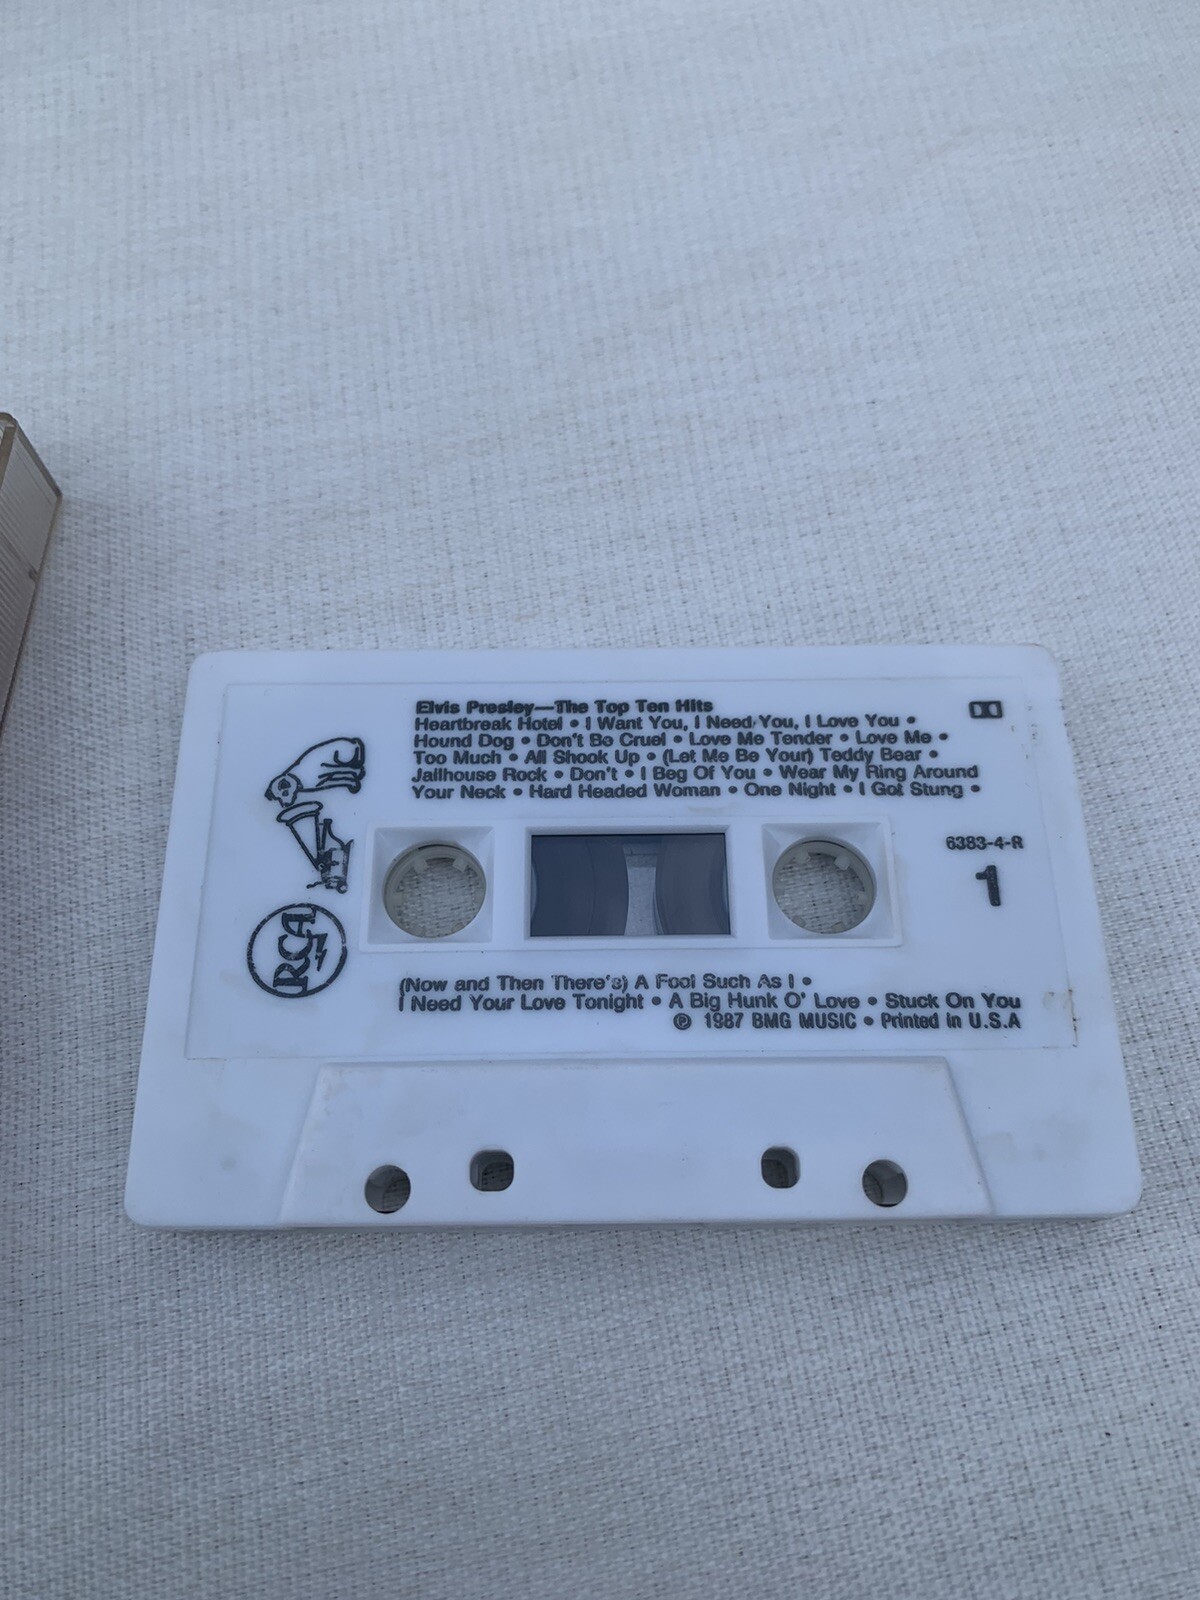 Elvis Presley—The Top Ten Hits
Heartbreak Hotel • I Want You, I Need You, I Love You •
Hound Dog • Don't Be Cruel • Love Me Tender • Love Me •
Too Much • All Shook Up • (Let Me Be Your) Teddy Bear •
Jailhouse Rock • Don't • I Beg Of You • Wear My Ring Around
Your Neck • Hard Headed Woman • One Night • I Got Stung •
6383-4-R
1
RCA
(Now and Then There's) A Fool Such As I •
I Need Your Love Tonight • A Big Hunk O' Love • Stuck On You
℗ 1987 BMG MUSIC • Printed in U.S.A